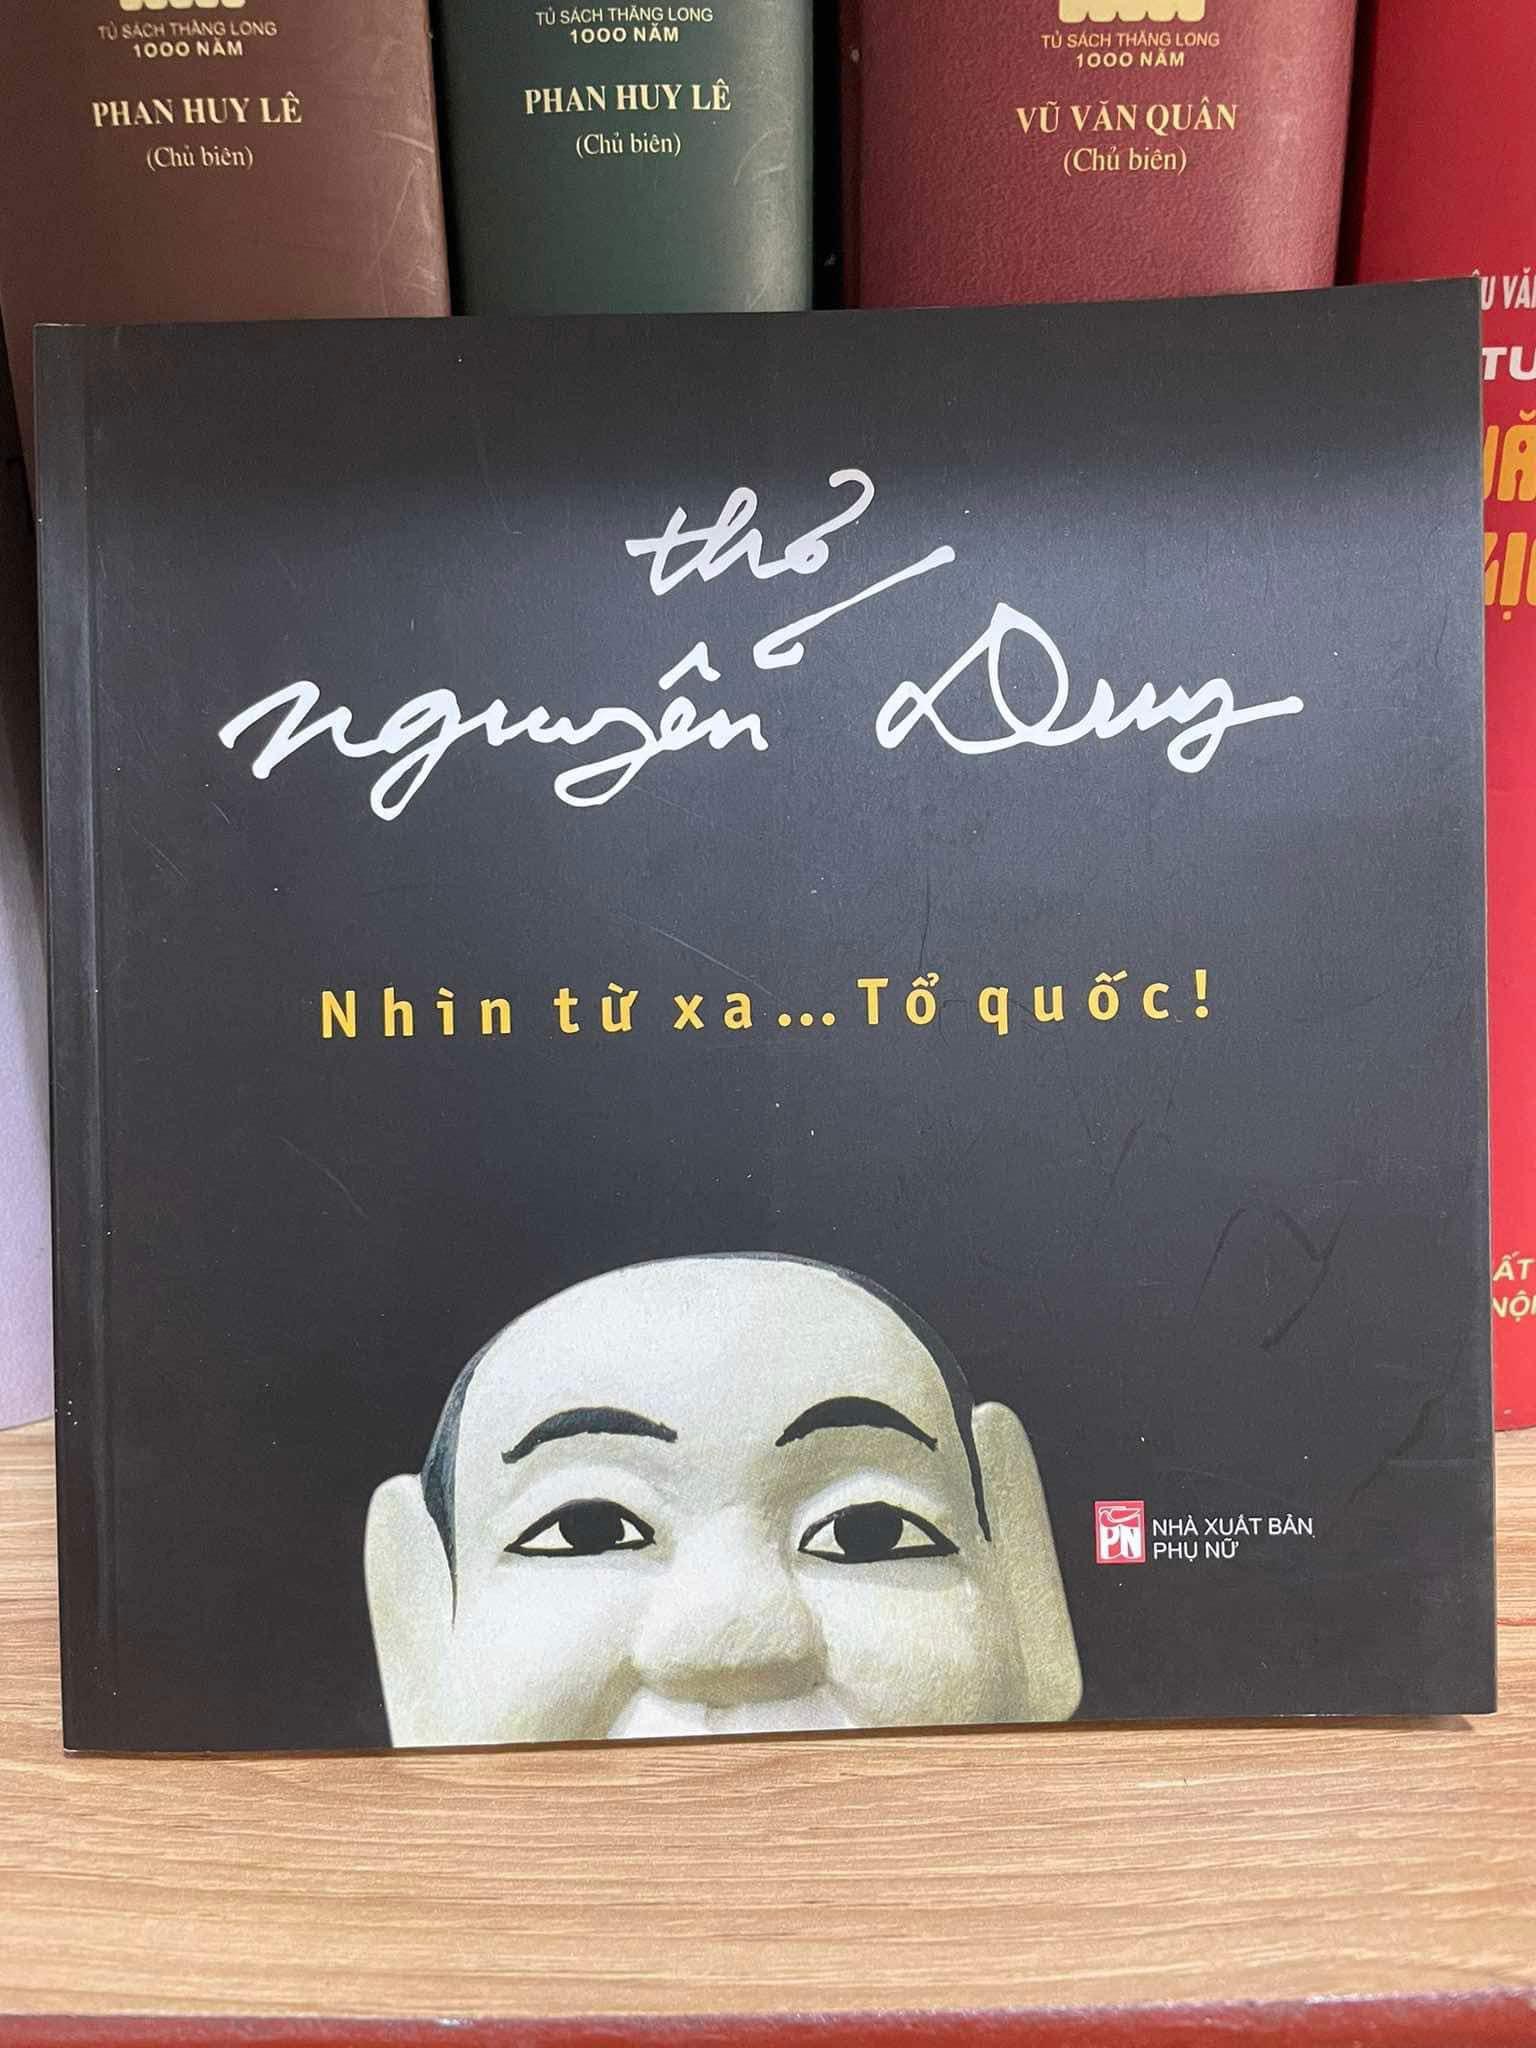 TỦ SÁCH THĂNG LONG
1000 NĂM
PHAN HUY LÊ
(Chủ biên)
TỦ SÁCH THĂNG LONG
1000 NĂM
PHAN HUY LÊ
(Chủ biên)
TỦ SÁCH THĂNG LONG
1000 NĂM
VŨ VĂN QUÂN
(Chủ biên)
thơ
nguyễn Duy
Nhìn từ xa...Tổ quốc!
PN
NHÀ XUẤT BẢN
PHỤ NỮ